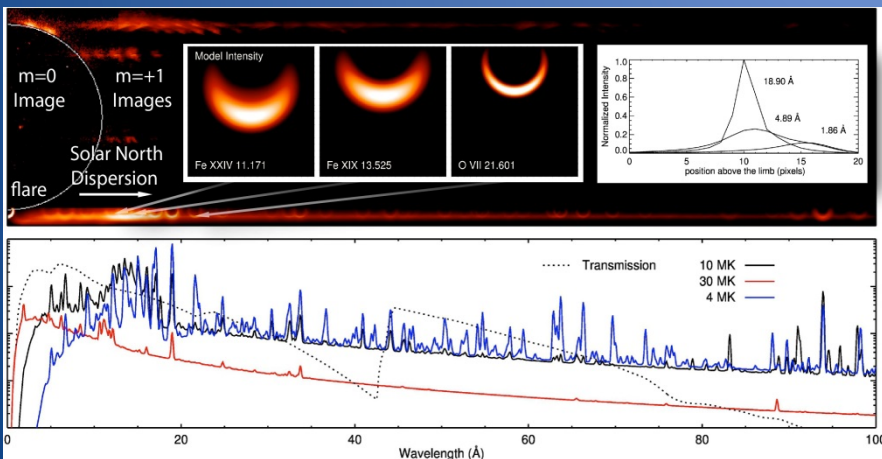 m=0
Image
m=+1
Images
Solar North
Dispersion
flare
Model Intensity
Fe XXIV 11.171
Fe XIX 13.525
O VII 21.601
Normalized Intensity
1.0
0.8
0.6
0.4
0.2
0.0
18.90 Å
4.89 Å
1.86 Å
0 5 10 15 20
position above the limb (pixels)
Transmission
10 MK
30 MK
4 MK
0 20 40 60 80 100
Wavelength (Å)